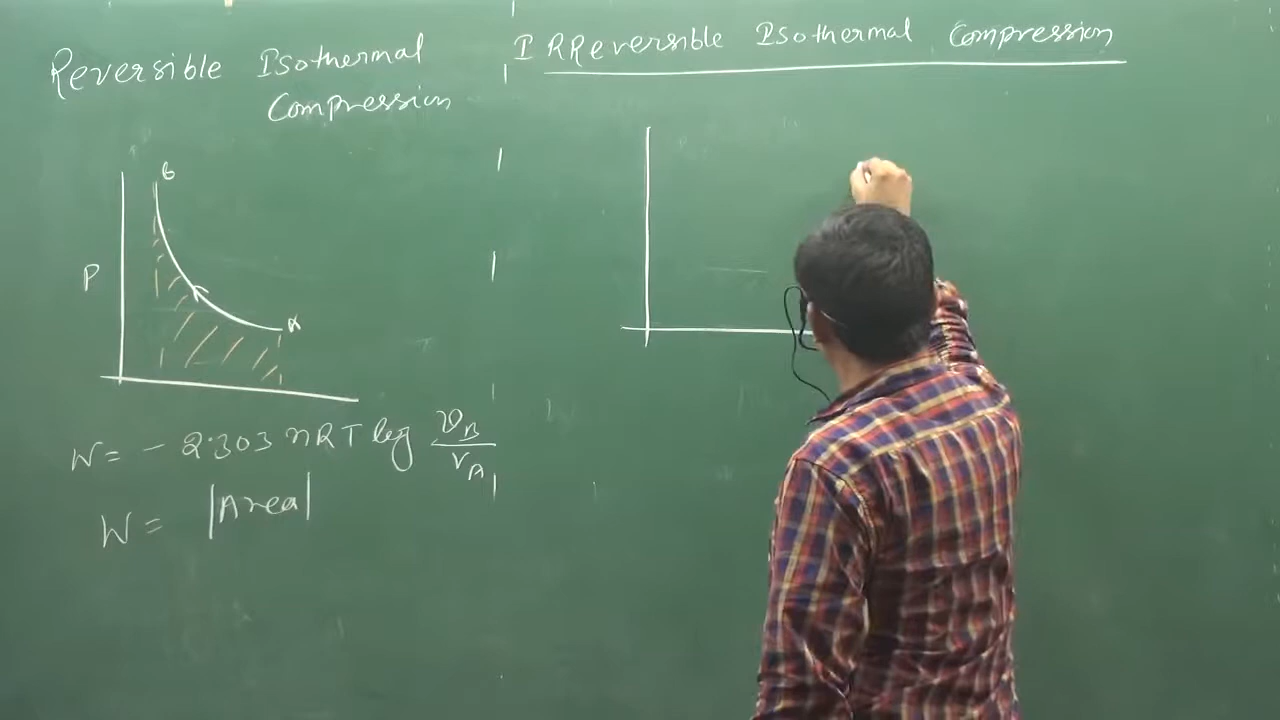 Reversible Isothermal
Compression
IRReversible Isothermal Compression
B
P
A
W = - 2.303 nRT log VB/VA
W = |Area|